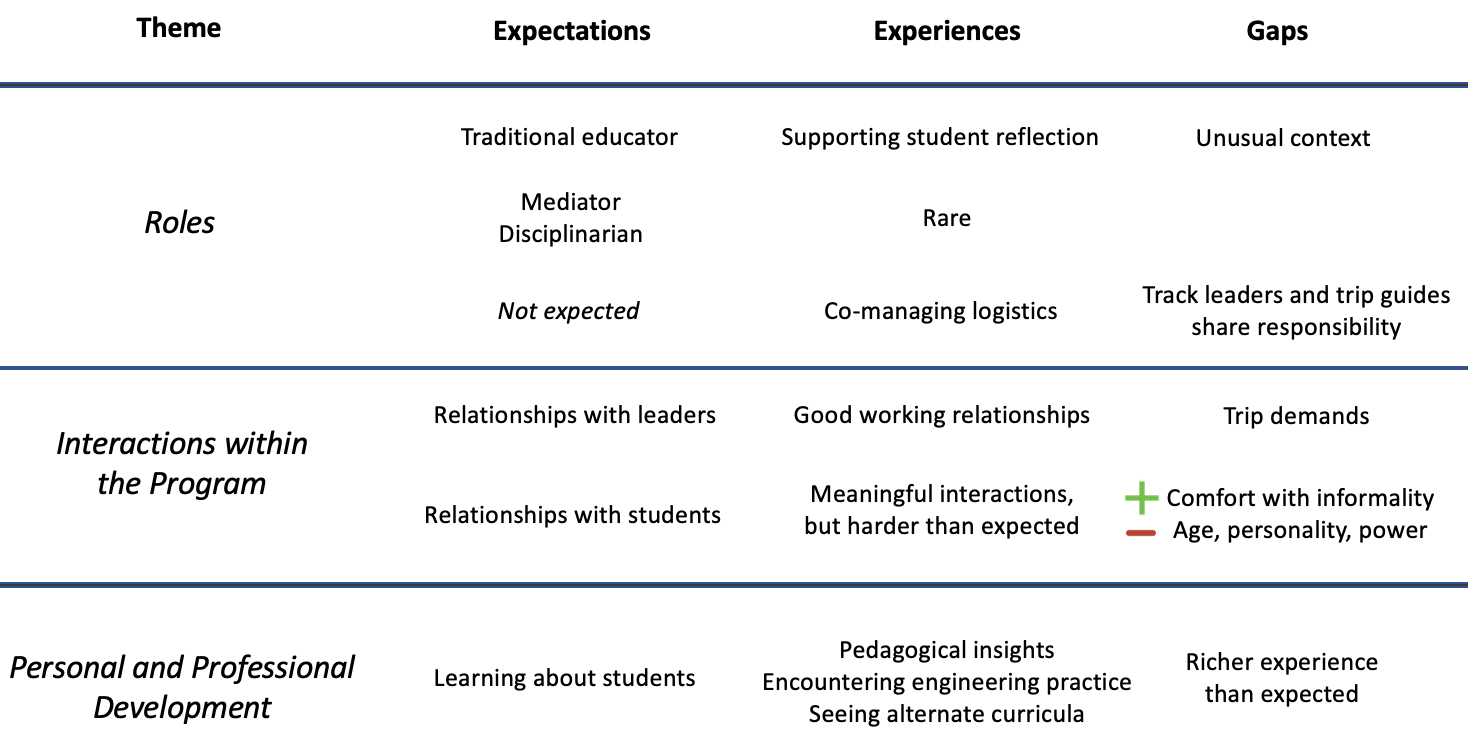 Theme Expectations Experiences Gaps
Traditional educator Supporting student reflection Unusual context
Roles
Mediator
Disciplinarian
Rare
Not expected Co-managing logistics
Track leaders and trip guides
share responsibility
Interactions within
the Program
Relationships with leaders Good working relationships Trip demands
Relationships with students
Meaningful interactions,
but harder than expected
+ Comfort with informality
− Age, personality, power
Personal and Professional
Development
Learning about students
Pedagogical insights
Encountering engineering practice
Seeing alternate curricula
Richer experience
than expected